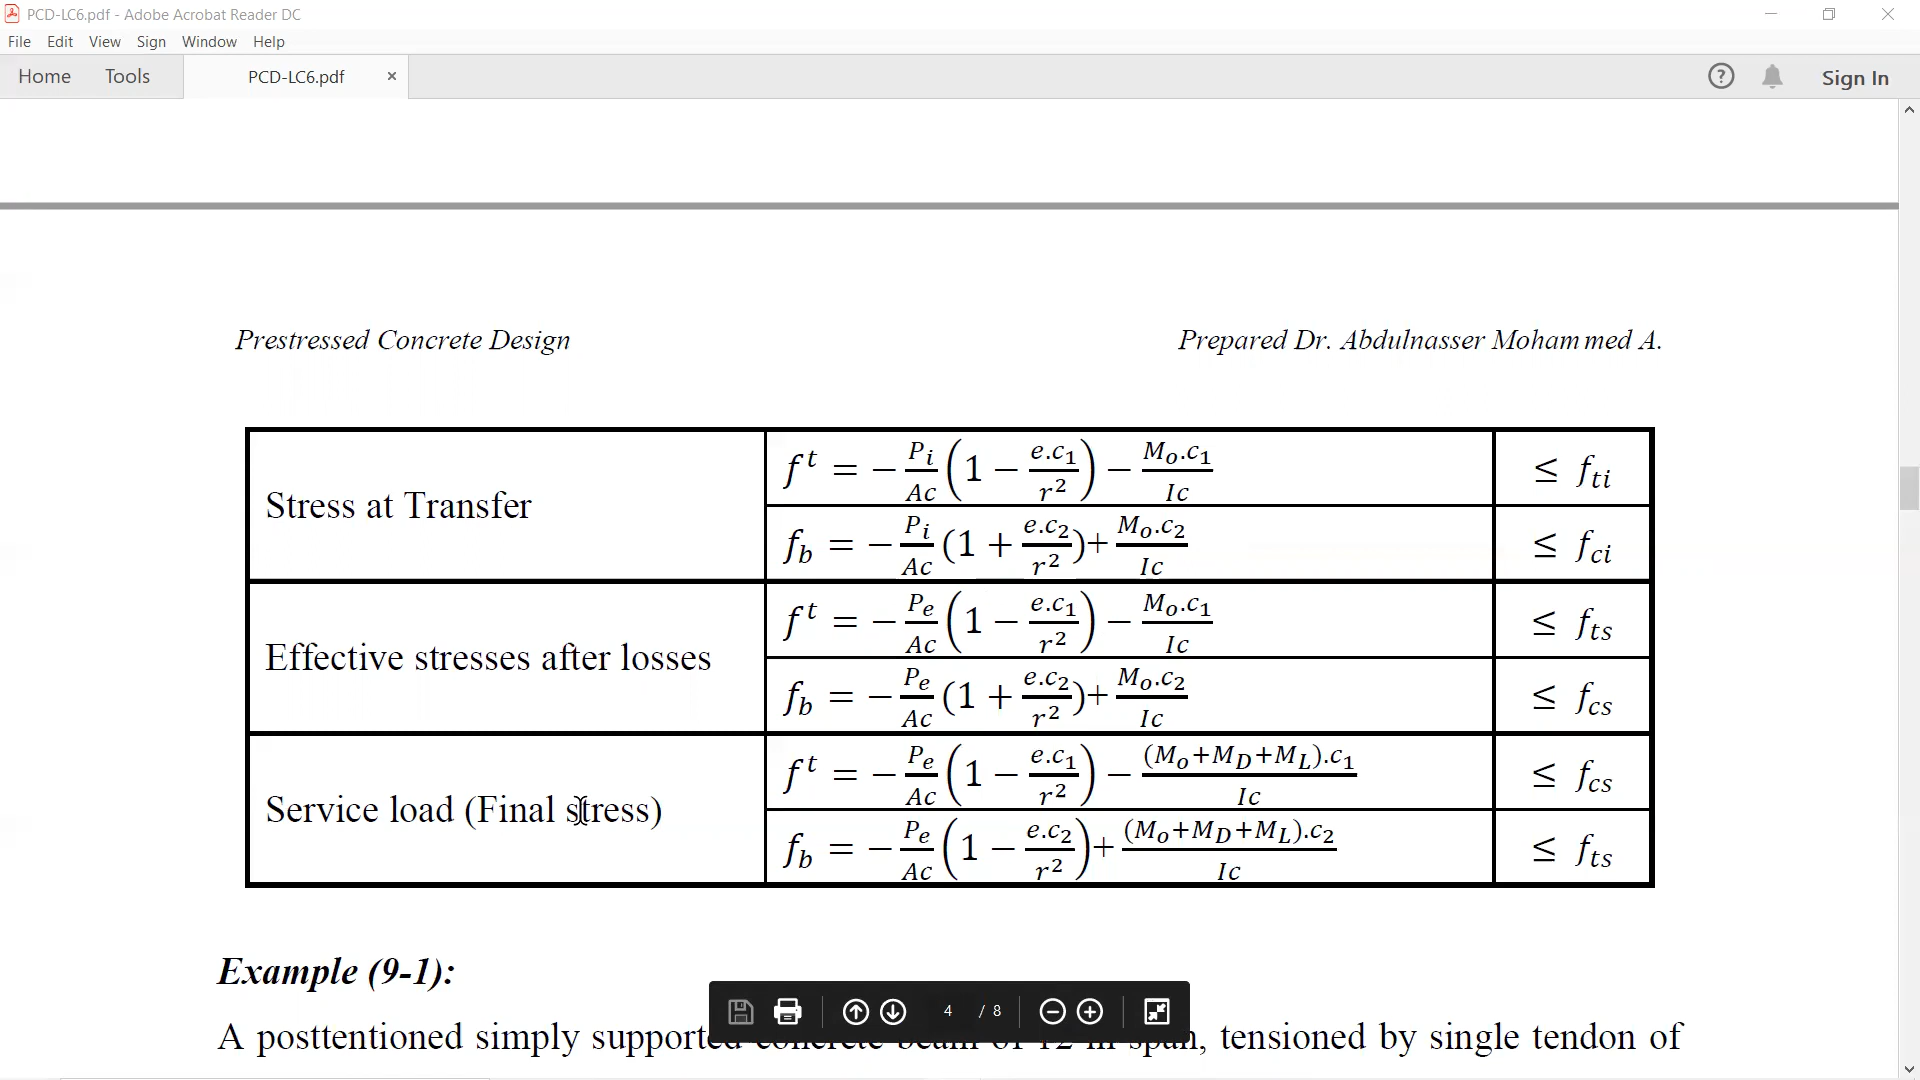 PCD-LC6.pdf - Adobe Acrobat Reader DC
File Edit View Sign Window Help
Home Tools PCD-LC6.pdf × ? Sign In
Prestressed Concrete Design Prepared Dr. Abdulnasser Mohammed A.
Stress at Transfer
f^t = −P_i/Ac (1 − e.c_1/r^2) − M_o.c_1/Ic ≤ f_ti
f_b = −P_i/Ac (1 + e.c_2/r^2)+ M_o.c_2/Ic ≤ f_ci
Effective stresses after losses
f^t = −P_e/Ac (1 − e.c_1/r^2) − M_o.c_1/Ic ≤ f_ts
f_b = −P_e/Ac (1 + e.c_2/r^2)+ M_o.c_2/Ic ≤ f_cs
Service load (Final stress)
f^t = −P_e/Ac (1 − e.c_1/r^2) − (M_o+M_D+M_L).c_1/Ic ≤ f_cs
f_b = −P_e/Ac (1 − e.c_2/r^2)+ (M_o+M_D+M_L).c_2/Ic ≤ f_ts
Example (9-1):
4 / 8
A posttentioned simply supported concrete beam of 12 m span, tensioned by single tendon of